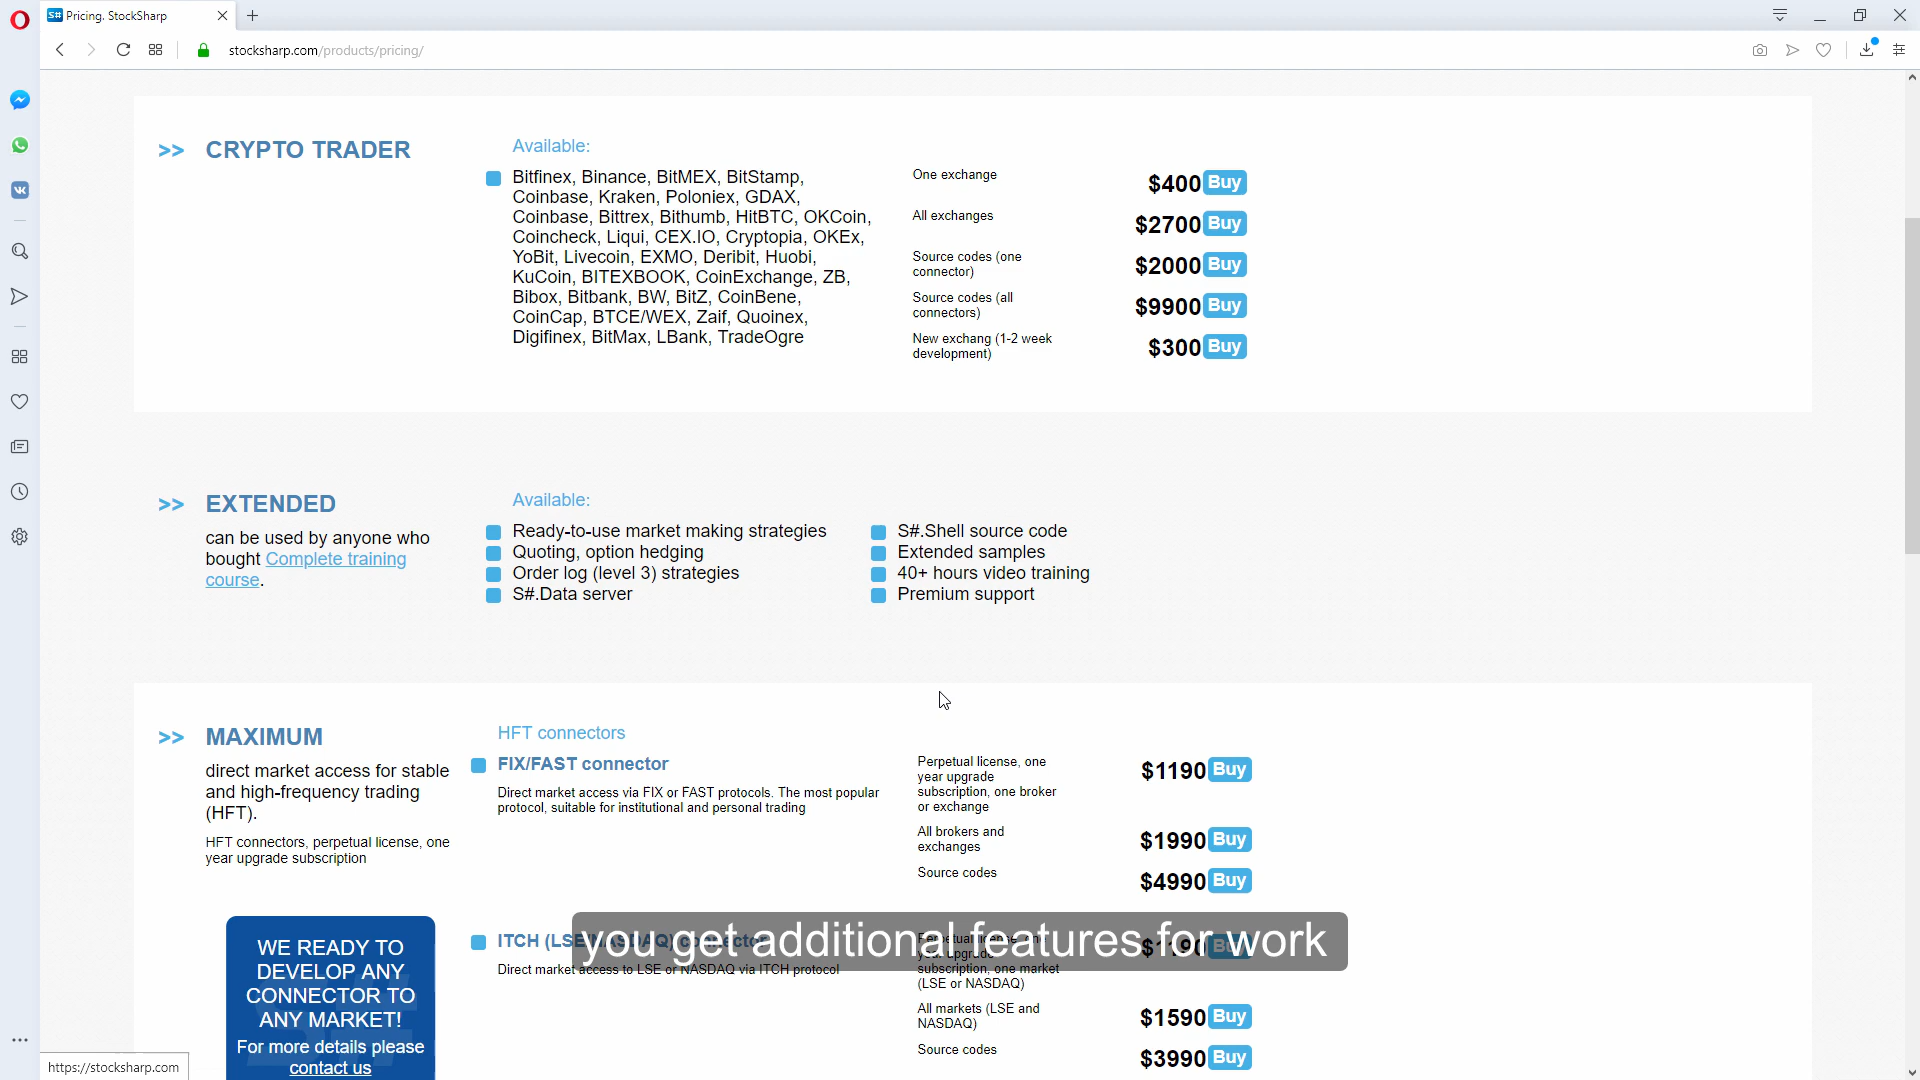 Pricing. StockSharp
stocksharp.com/products/pricing/
>> CRYPTO TRADER
Available:
Bitfinex, Binance, BitMEX, BitStamp,
Coinbase, Kraken, Poloniex, GDAX,
Coinbase, Bittrex, Bithumb, HitBTC, OKCoin,
Coincheck, Liqui, CEX.IO, Cryptopia, OKEx,
YoBit, Livecoin, EXMO, Deribit, Huobi,
KuCoin, BITEXBOOK, CoinExchange, ZB,
Bibox, Bitbank, BW, BitZ, CoinBene,
CoinCap, BTCE/WEX, Zaif, Quoinex,
Digifinex, BitMax, LBank, TradeOgre
One exchange
$400 Buy
All exchanges
$2700 Buy
Source codes (one
connector)
$2000 Buy
Source codes (all
connectors)
$9900 Buy
New exchang (1-2 week
development)
$300 Buy
>> EXTENDED
can be used by anyone who
bought Complete training
course.
Available:
Ready-to-use market making strategies
Quoting, option hedging
Order log (level 3) strategies
S#.Data server
S#.Shell source code
Extended samples
40+ hours video training
Premium support
>> MAXIMUM
direct market access for stable
and high-frequency trading
(HFT).
HFT connectors, perpetual license, one
year upgrade subscription
HFT connectors
FIX/FAST connector
Direct market access via FIX or FAST protocols. The most popular
protocol, suitable for institutional and personal trading
Perpetual license, one
year upgrade
subscription, one broker
or exchange
$1190 Buy
All brokers and
exchanges
$1990 Buy
Source codes
$4990 Buy
WE READY TO
DEVELOP ANY
CONNECTOR TO
ANY MARKET!
For more details please
contact us
ITCH (LSE/NASDAQ) connector
Direct market access to LSE or NASDAQ via ITCH protocol
Perpetual license, one
year upgrade
subscription, one market
(LSE or NASDAQ)
$1190 Buy
All markets (LSE and
NASDAQ)
$1590 Buy
Source codes
$3990 Buy
you get additional features for work
https://stocksharp.com